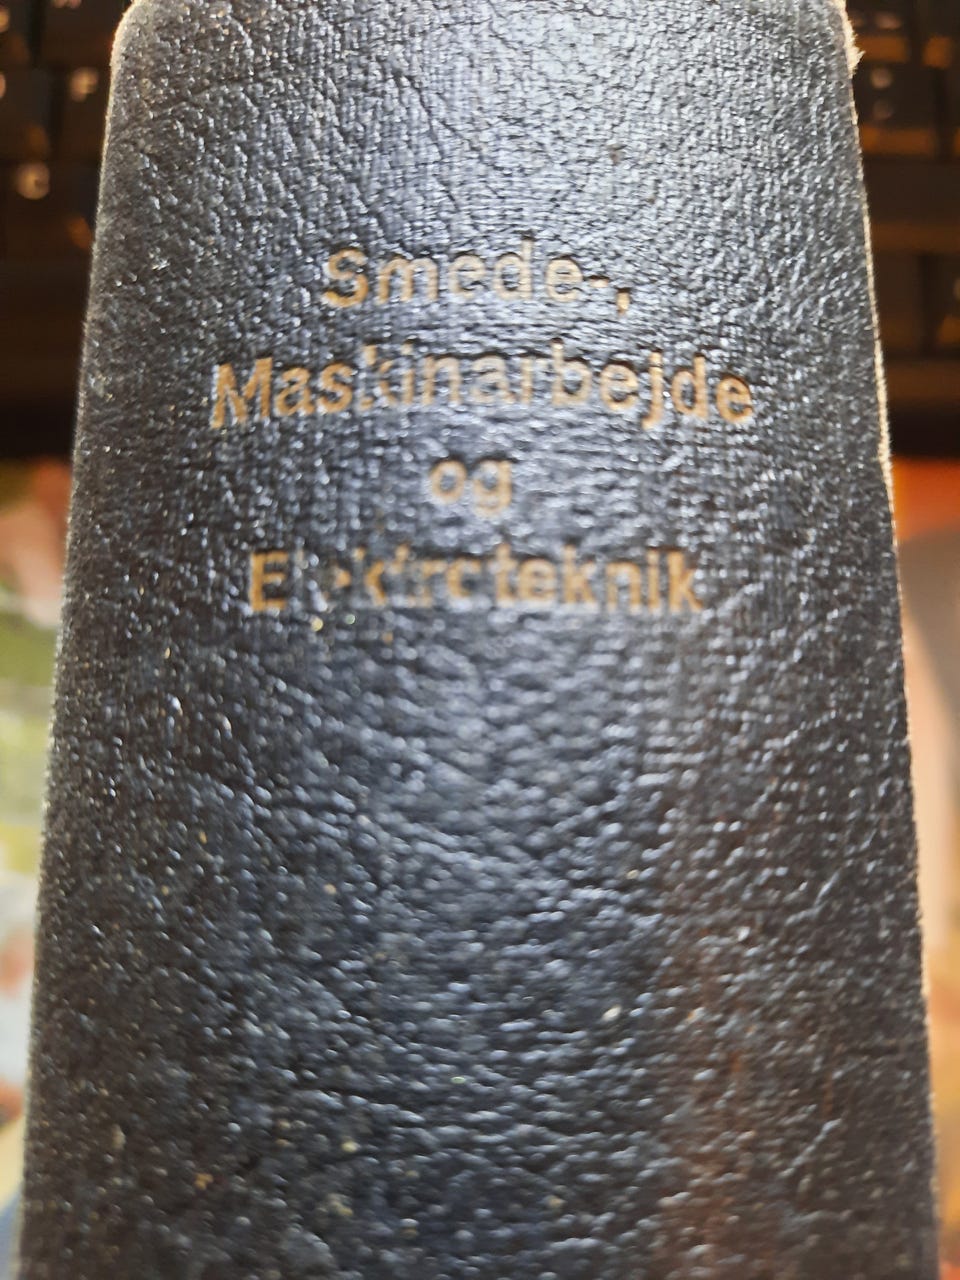 Smede-,
Maskinarbejde
og
Elektroteknik